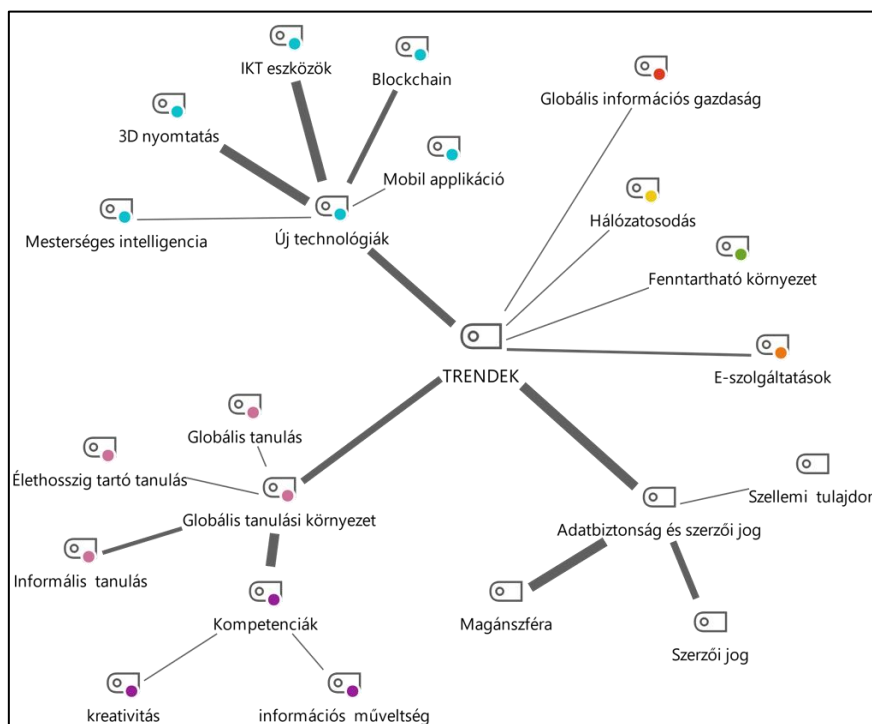 IKT eszközök
Blockchain
Globális információs gazdaság
3D nyomtatás
Mobil applikáció
Mesterséges intelligencia
Új technológiák
Hálózatosodás
Fenntartható környezet
TRENDEK
E-szolgáltatások
Globális tanulás
Élethosszig tartó tanulás
Globális tanulási környezet
Szellemi tulajdon
Adatbiztonság és szerzői jog
Informális tanulás
Kompetenciák
Magánszféra
Szerzői jog
kreativitás
információs műveltség